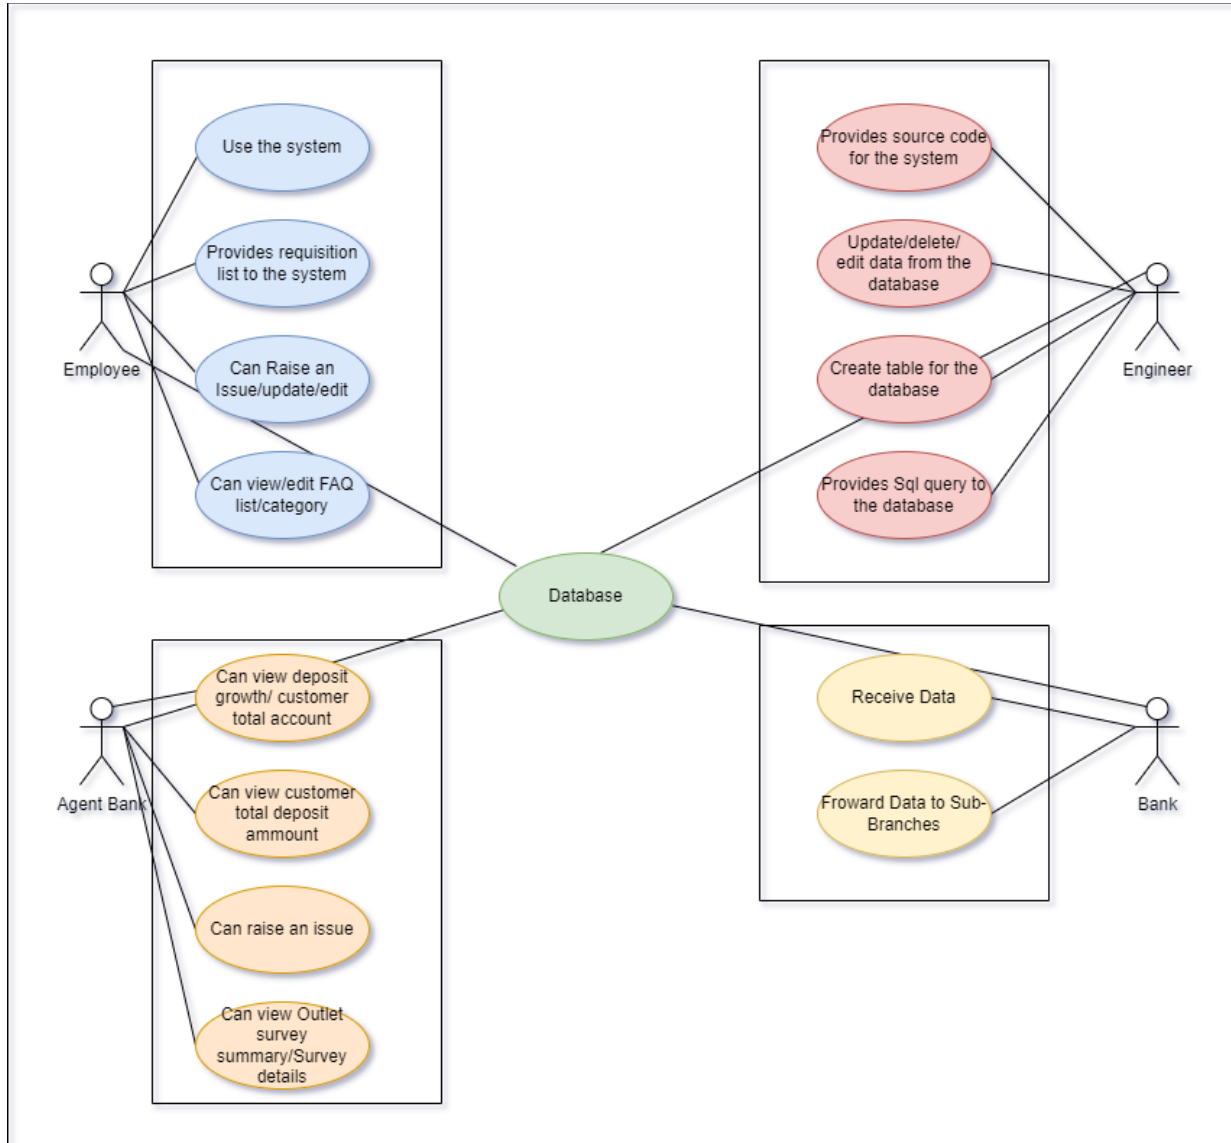 Use the system
Provides requisition
list to the system
Can Raise an
Issue/update/edit
Can view/edit FAQ
list/category
Employee
Provides source code
for the system
Update/delete/
edit data from the
database
Create table for the
database
Provides Sql query to
the database
Engineer
Database
Can view deposit
growth/ customer
total account
Can view customer
total deposit
ammount
Can raise an issue
Can view Outlet
survey
summary/Survey
details
Agent Bank
Receive Data
Froward Data to Sub-
Branches
Bank